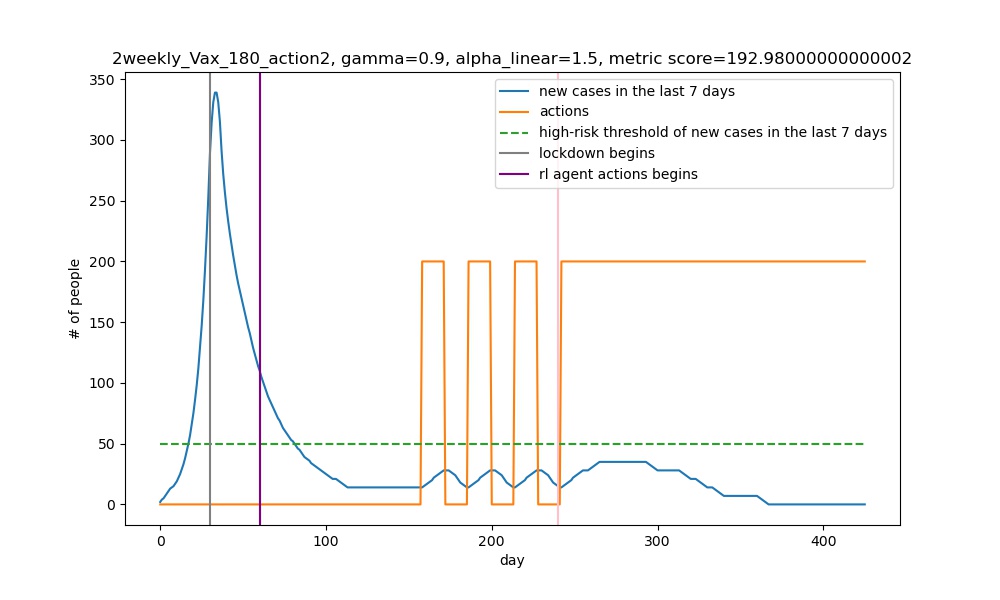 2weekly_Vax_180_action2, gamma=0.9, alpha_linear=1.5, metric score=192.98000000000002
350
300
250
200
150
100
50
0
# of people
new cases in the last 7 days
actions
high-risk threshold of new cases in the last 7 days
lockdown begins
rl agent actions begins
0 100 200 300 400
day